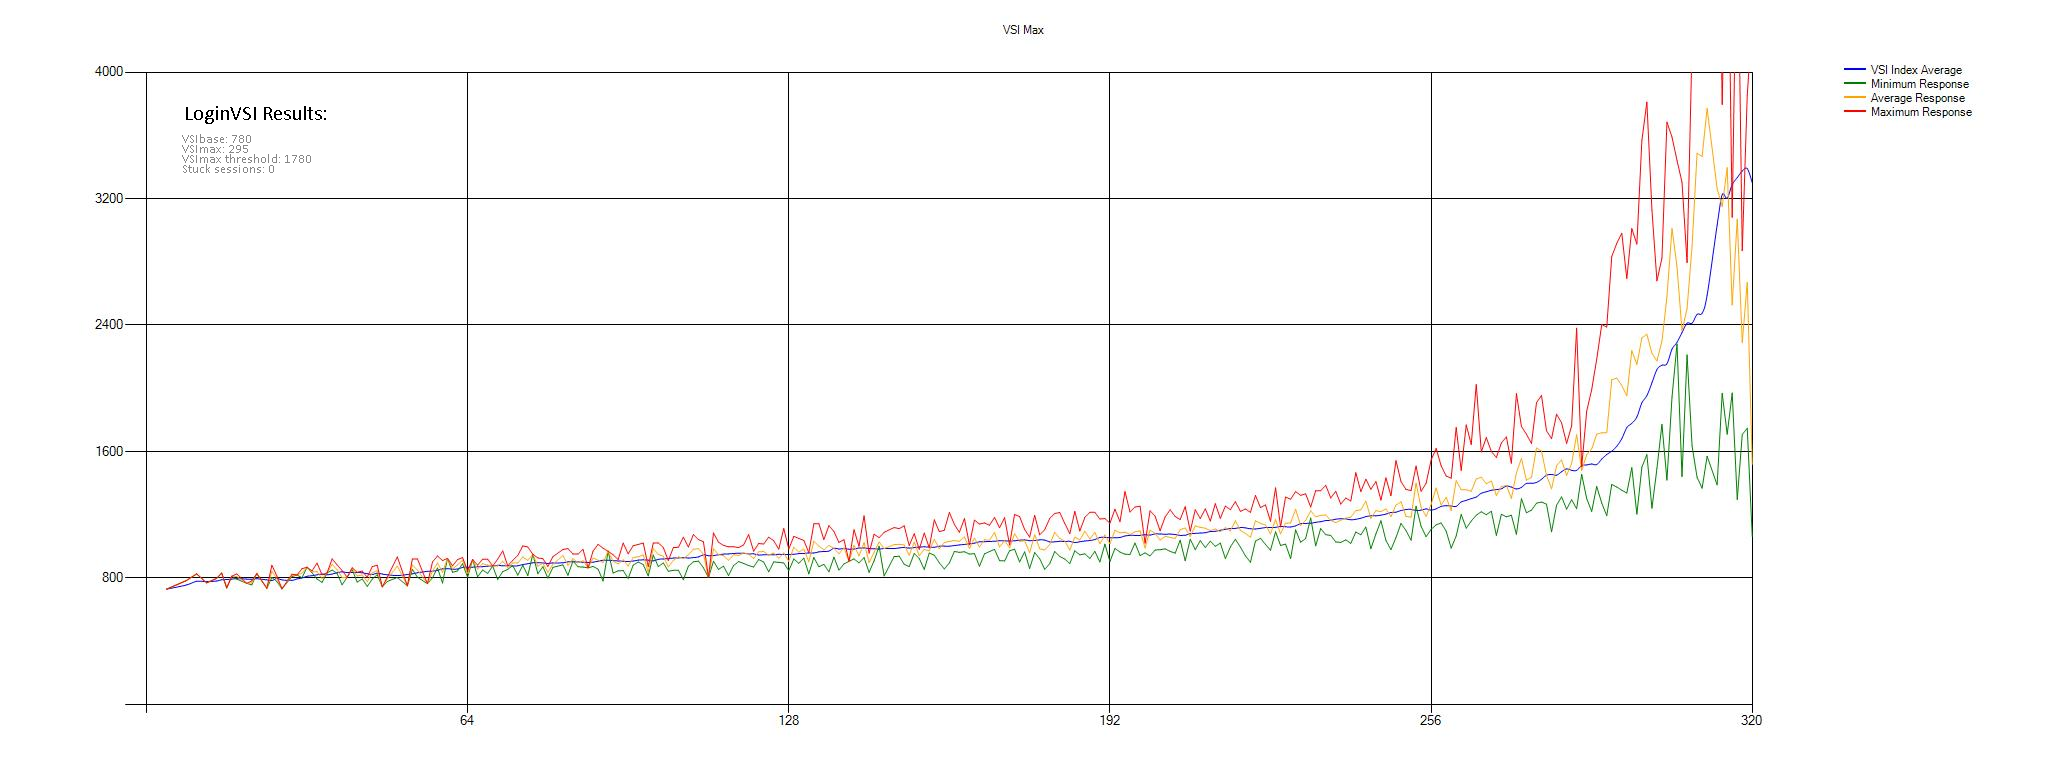 VSI Max
4000
3200
2400
1600
800
64
128
192
256
320
LoginVSI Results:
VSIbase: 780
VSImax: 295
VSImax threshold: 1780
Stuck sessions: 0
VSI Index Average
Minimum Response
Average Response
Maximum Response